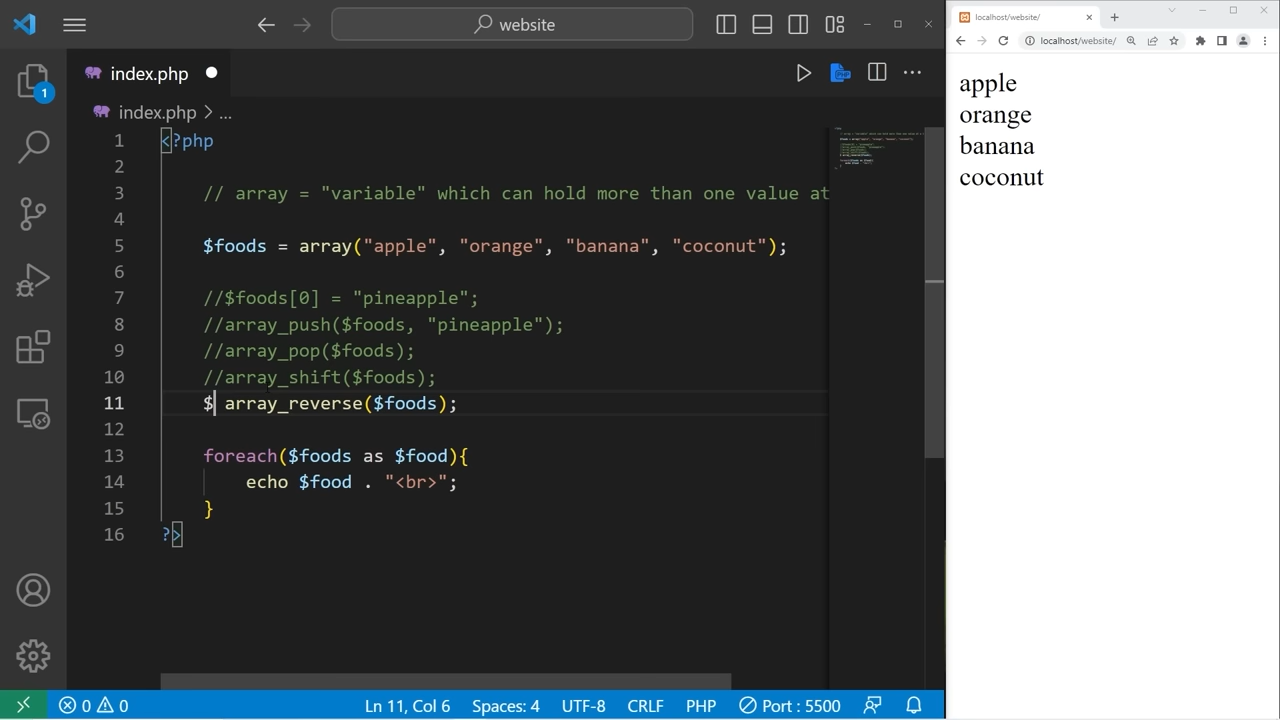 website
index.php
index.php > ...
1 <?php
2
3 // array = "variable" which can hold more than one value at
4
5 $foods = array("apple", "orange", "banana", "coconut");
6
7 //$foods[0] = "pineapple";
8 //array_push($foods, "pineapple");
9 //array_pop($foods);
10 //array_shift($foods);
11 $ array_reverse($foods);
12
13 foreach($foods as $food){
14 echo $food . "<br>";
15 }
16 ?>
1
0 0
Ln 11, Col 6
Spaces: 4
UTF-8
CRLF
PHP
Port : 5500
localhost/website/
localhost/website/
apple
orange
banana
coconut